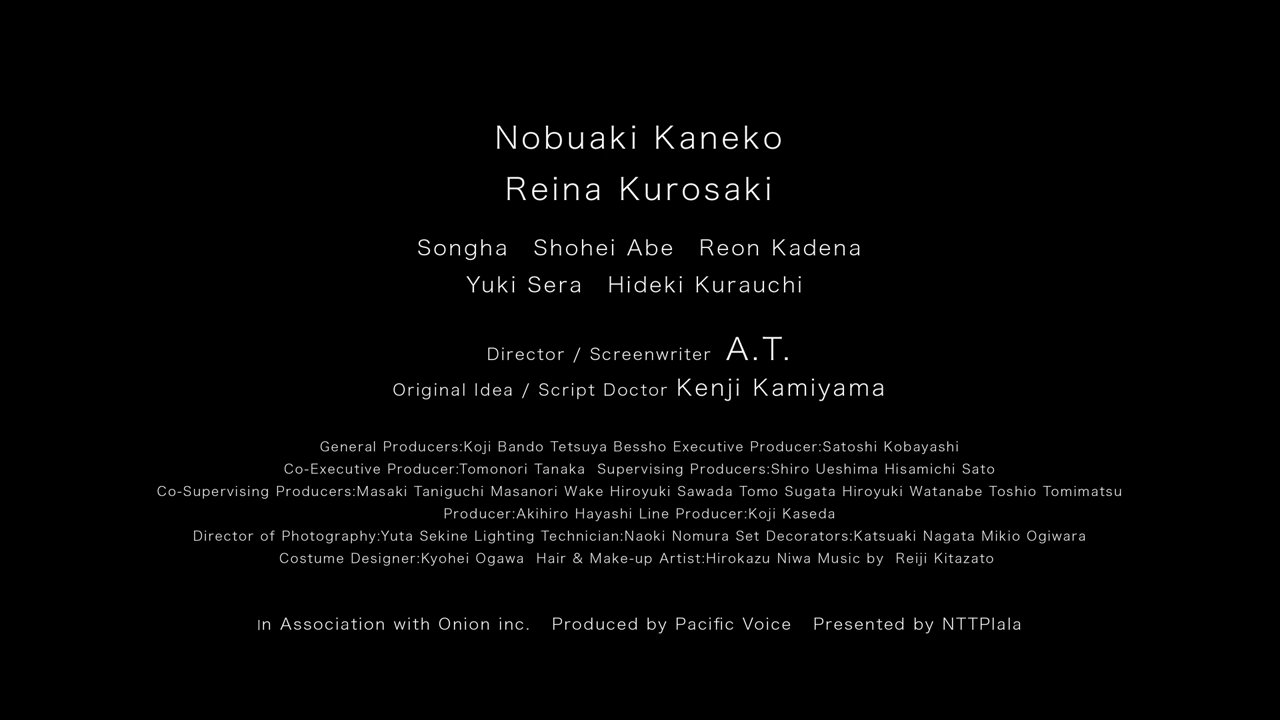 Nobuaki Kaneko
Reina Kurosaki
Songha Shohei Abe Reon Kadena
Yuki Sera Hideki Kurauchi
Director / Screenwriter A.T.
Original Idea / Script Doctor Kenji Kamiyama
General Producers:Koji Bando Tetsuya Bessho Executive Producer:Satoshi Kobayashi
Co-Executive Producer:Tomonori Tanaka Supervising Producers:Shiro Ueshima Hisamichi Sato
Co-Supervising Producers:Masaki Taniguchi Masanori Wake Hiroyuki Sawada Tomo Sugata Hiroyuki Watanabe Toshio Tomimatsu
Producer:Akihiro Hayashi Line Producer:Koji Kaseda
Director of Photography:Yuta Sekine Lighting Technician:Naoki Nomura Set Decorators:Katsuaki Nagata Mikio Ogiwara
Costume Designer:Kyohei Ogawa Hair & Make-up Artist:Hirokazu Niwa Music by Reiji Kitazato
In Association with Onion inc. Produced by Pacific Voice Presented by NTTPlala